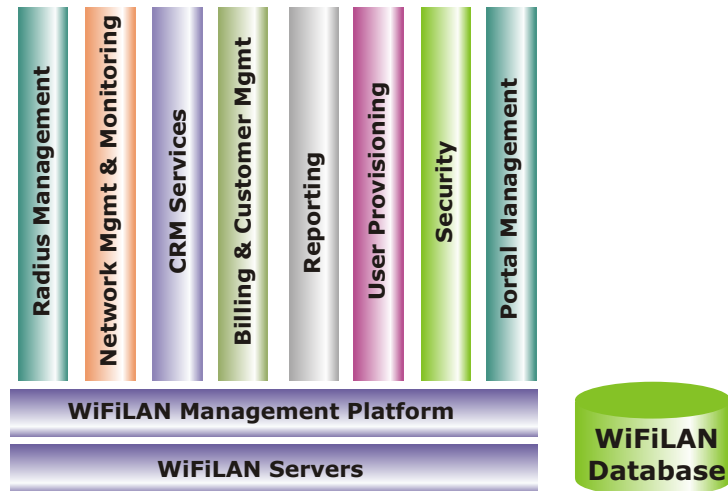 Radius Management
Network Mgmt & Monitoring
CRM Services
Billing & Customer Mgmt
Reporting
User Provisioning
Security
Portal Management
WiFiLAN Management Platform
WiFiLAN Servers
WiFiLAN
Database